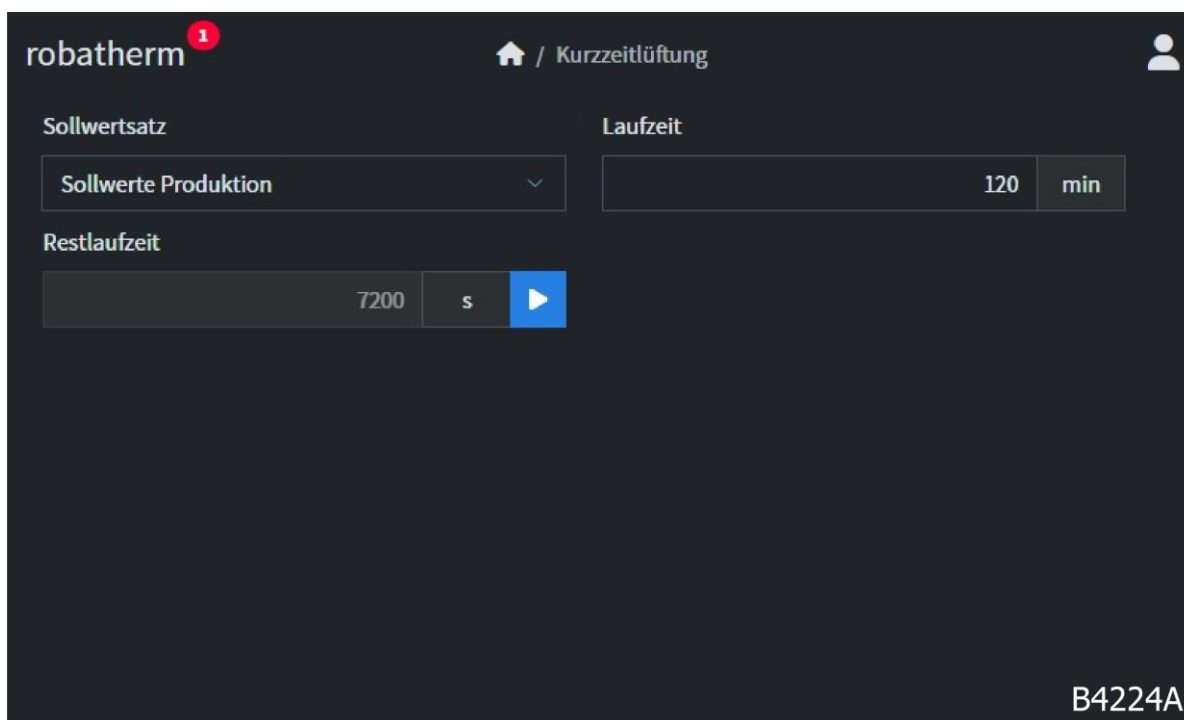 robatherm 1
/ Kurzzeitlüftung
Sollwertsatz
Laufzeit
Sollwerte Produktion
120 min
Restlaufzeit
7200 s
B4224A